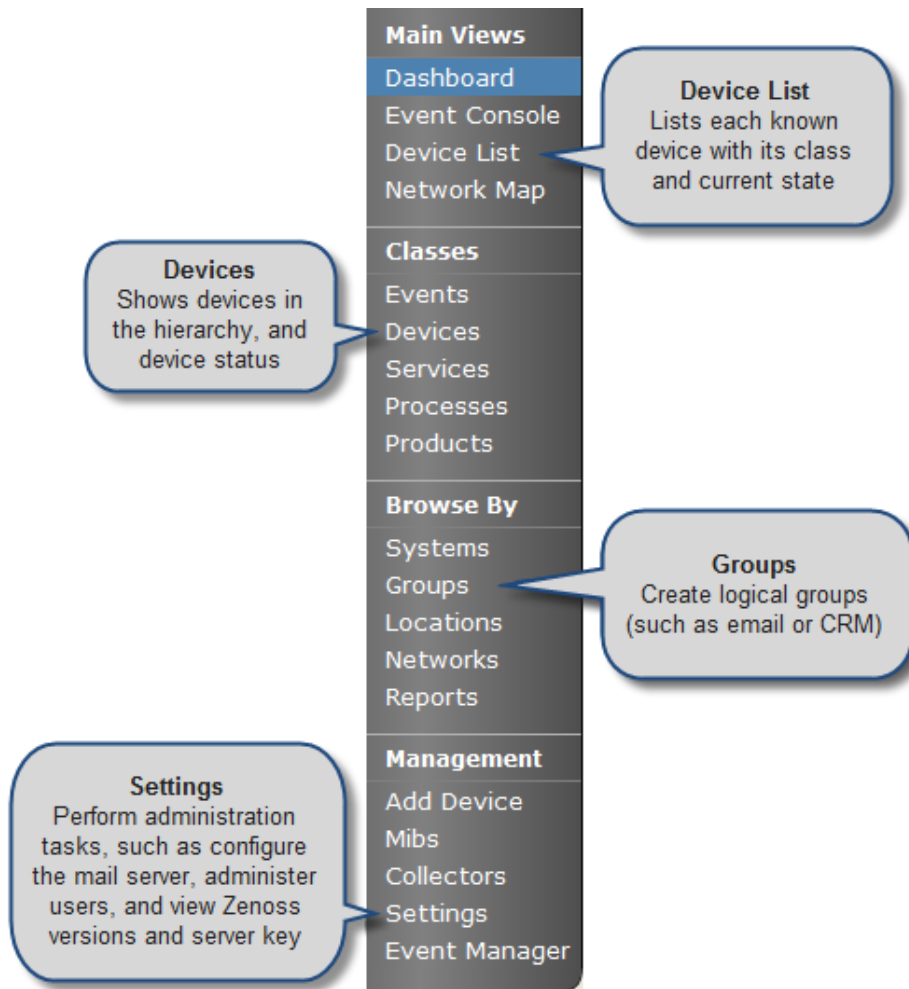 Main Views
Dashboard
Event Console
Device List
Network Map
Device List
Lists each known
device with its class
and current state
Classes
Events
Devices
Services
Processes
Products
Devices
Shows devices in
the hierarchy, and
device status
Browse By
Systems
Groups
Locations
Networks
Reports
Groups
Create logical groups
(such as email or CRM)
Management
Add Device
Mibs
Collectors
Settings
Event Manager
Settings
Perform administration
tasks, such as configure
the mail server, administer
users, and view Zenoss
versions and server key